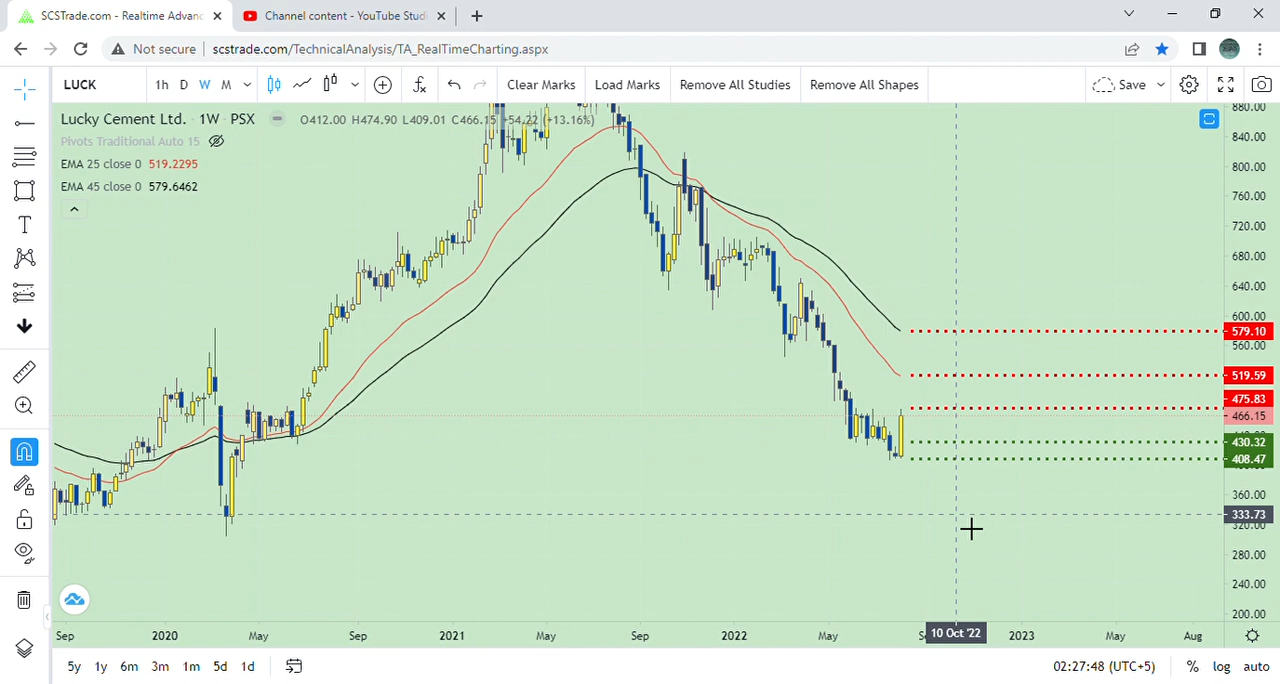 SCSTrade.com - Realtime Advanc
Channel content - YouTube Studi
Not secure scstrade.com/TechnicalAnalysis/TA_RealTimeCharting.aspx
LUCK 1h D W M Clear Marks Load Marks Remove All Studies Remove All Shapes Save
Lucky Cement Ltd. · 1W · PSX O412.00 H474.90 L409.01 C466.15 +54.22 (+13.16%)
Pivots Traditional Auto 15
EMA 25 close 0 519.2295
EMA 45 close 0 579.6462
880.00
840.00
800.00
760.00
720.00
680.00
640.00
600.00
579.10
560.00
519.59
475.83
466.15
430.32
408.47
360.00
333.73
320.00
280.00
240.00
200.00
Sep 2020 May Sep 2021 May Sep 2022 May 10 Oct '22 2023 May Aug
5y 1y 6m 3m 1m 5d 1d 02:27:48 (UTC+5) % log auto